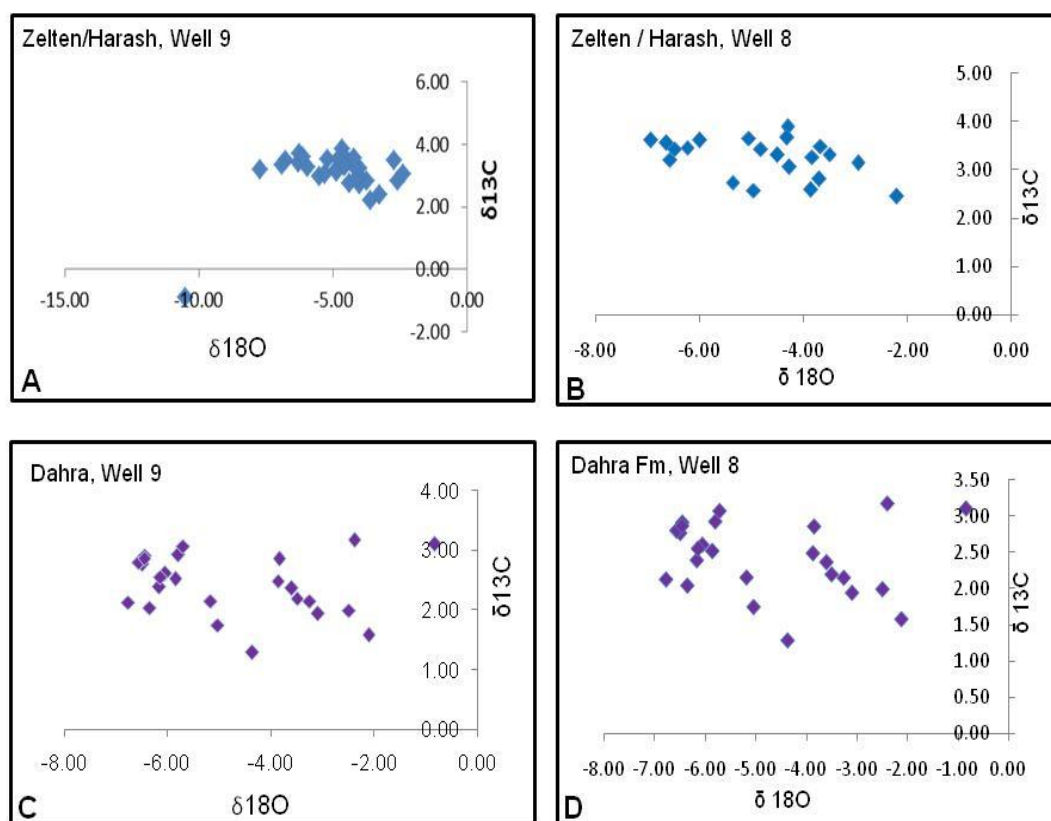 Zelten/Harash, Well 9
6.00
4.00
2.00
0.00
-2.00
δ13C
-15.00 -10.00 -5.00 0.00
δ18O
A
Zelten / Harash, Well 8
5.00
4.00
3.00
2.00
1.00
0.00
δ13C
-8.00 -6.00 -4.00 -2.00 0.00
δ 18O
B
Dahra, Well 9
4.00
3.00
2.00
1.00
0.00
δ13C
-8.00 -6.00 -4.00 -2.00 0.00
δ18O
C
Dahra Fm, Well 8
3.50
3.00
2.50
2.00
1.50
1.00
0.50
0.00
δ 13C
-8.00 -7.00 -6.00 -5.00 -4.00 -3.00 -2.00 -1.00 0.00
δ 18O
D